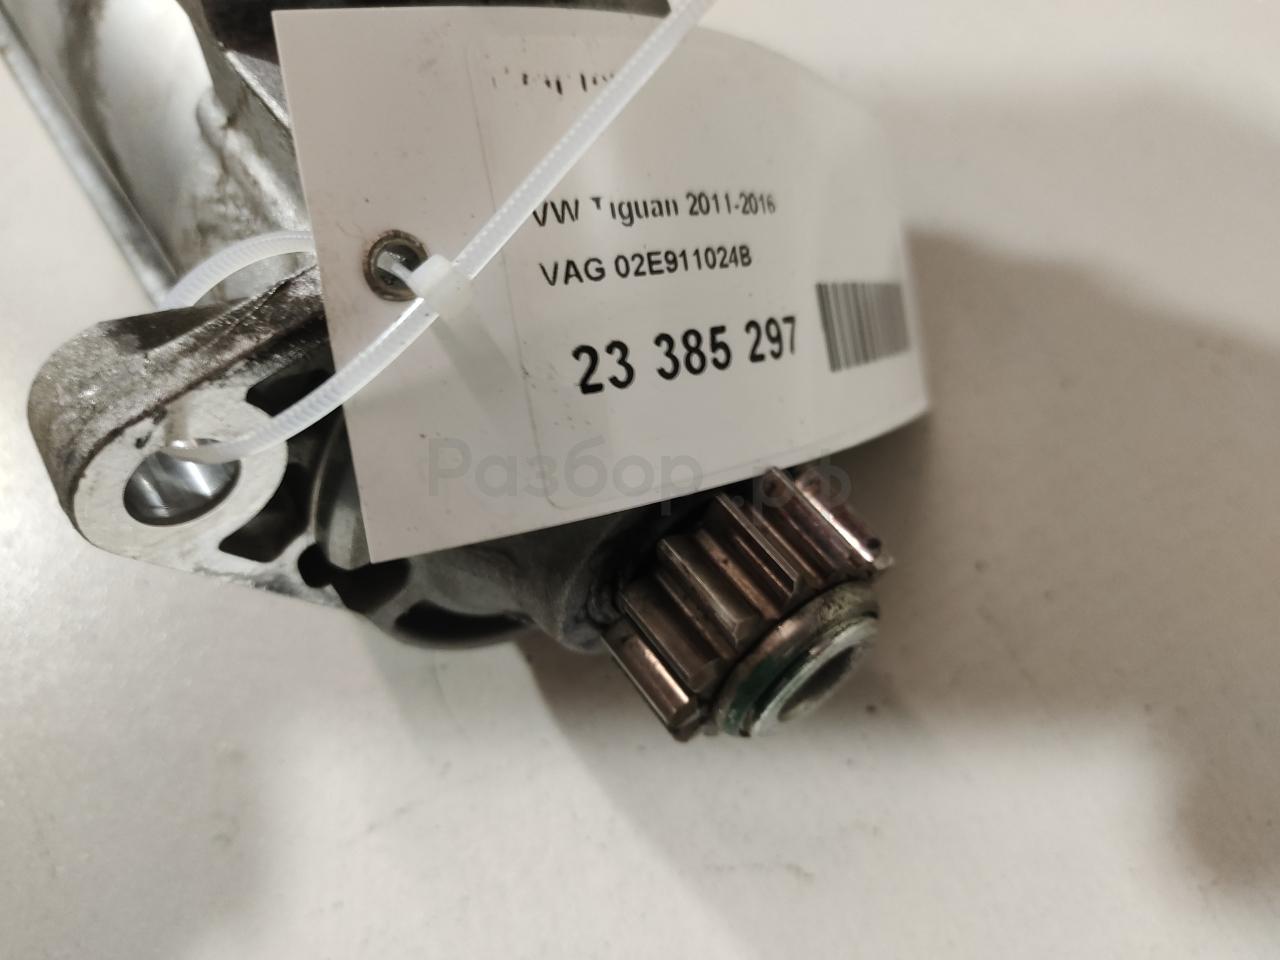 VW Tiguan 2011-2016
VAG 02E911024B
23 385 297
Разбор.рф